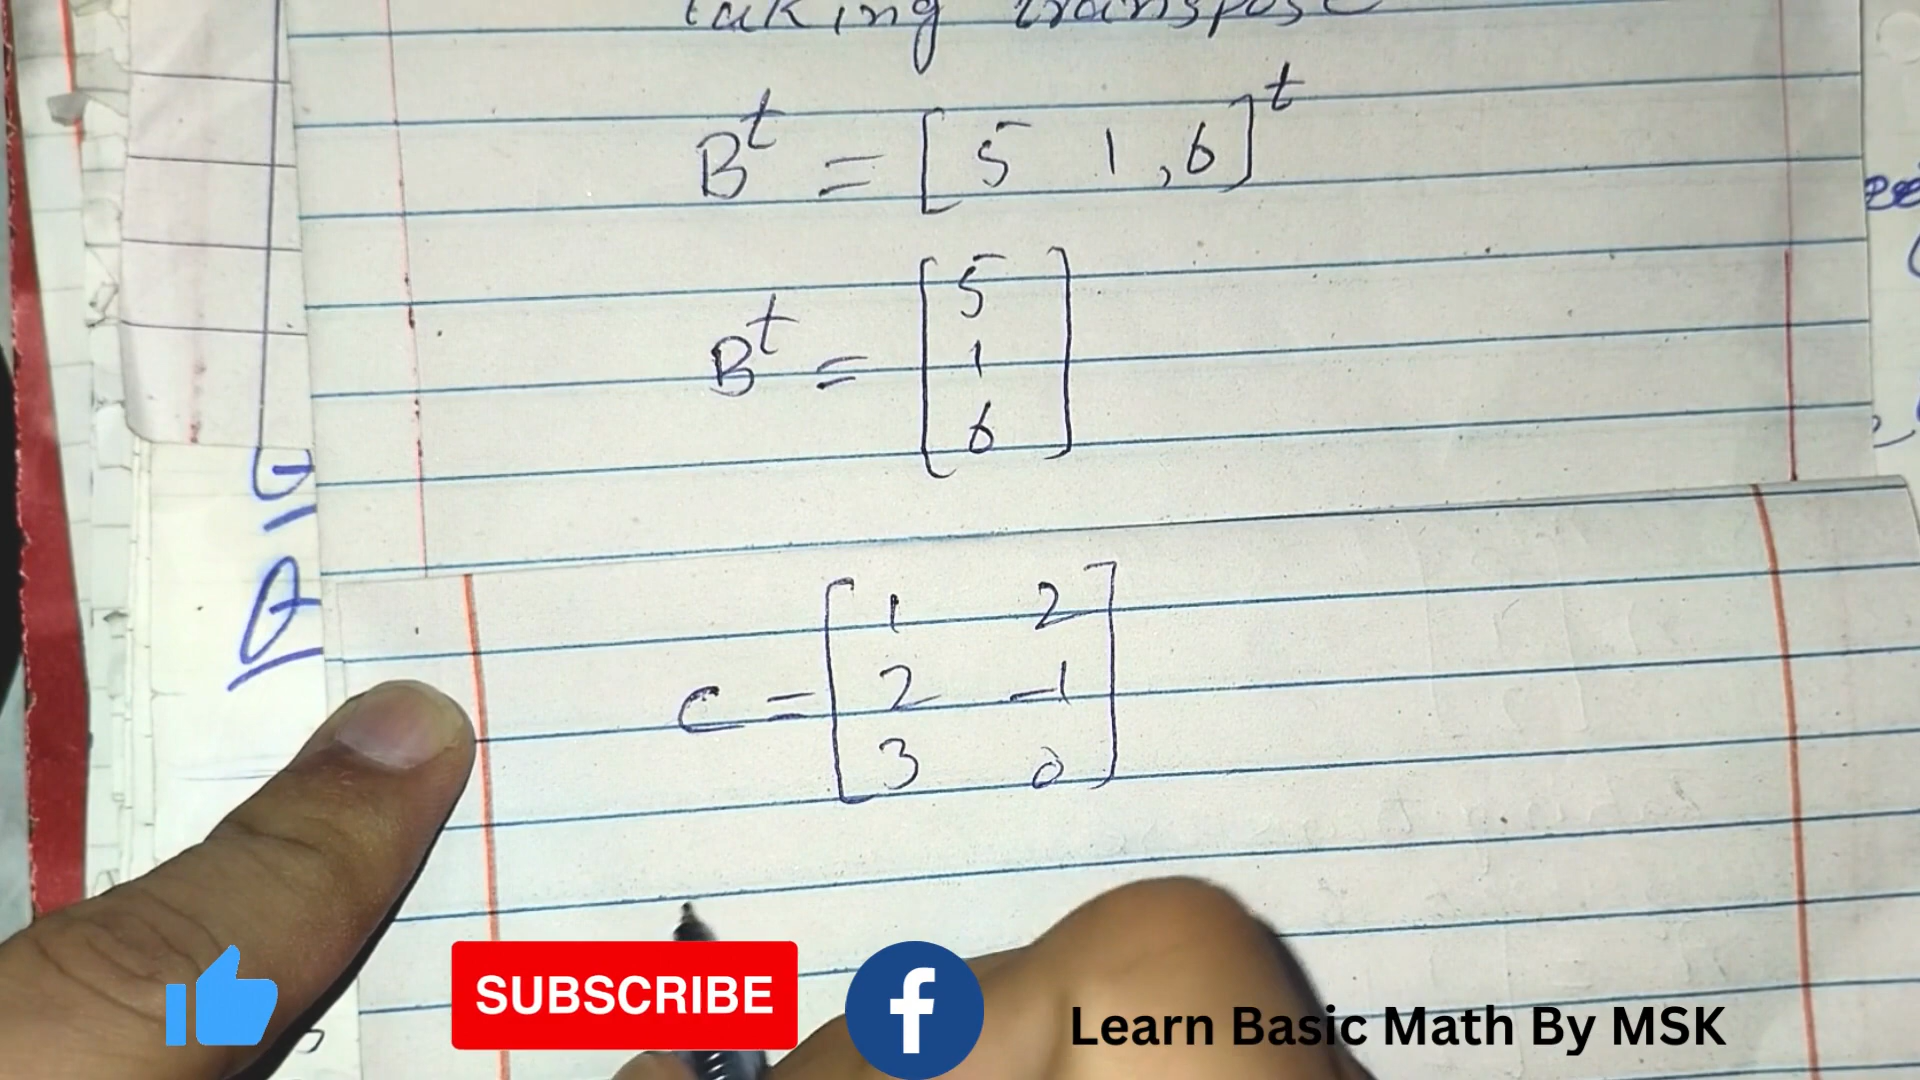 taking transpose
B^t = [ 5 1 , 6 ]^t
B^t = [ 5
1
6 ]
C = [ 1 2
2 -1
3 0 ]
SUBSCRIBE
f
Learn Basic Math By MSK